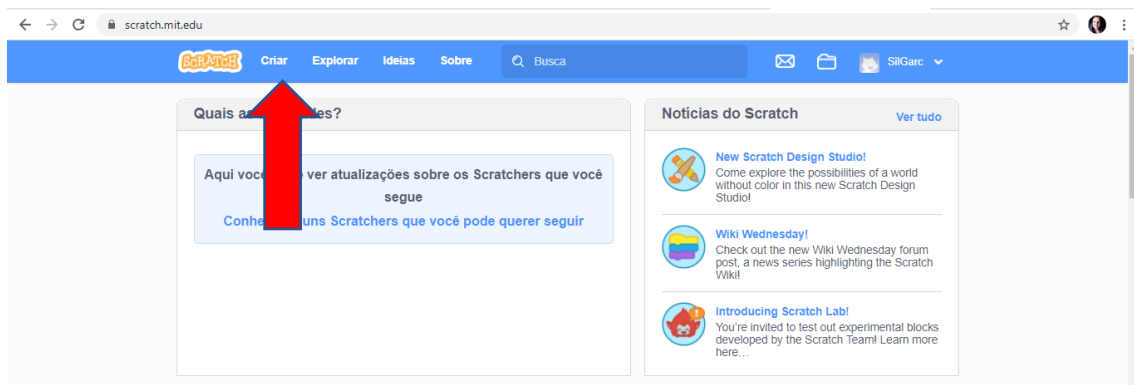 scratch.mit.edu
SCRATCH Criar Explorar Ideias Sobre Busca SilGarc
Quais as des?
Aqui você ver atualizações sobre os Scratchers que você
segue
Conhe uns Scratchers que você pode querer seguir
Notícias do Scratch Ver tudo
New Scratch Design Studio!
Come explore the possibilities of a world
without color in this new Scratch Design
Studio!
Wiki Wednesday!
Check out the new Wiki Wednesday forum
post, a news series highlighting the Scratch
Wiki!
Introducing Scratch Lab!
You're invited to test out experimental blocks
developed by the Scratch Team! Learn more
here...